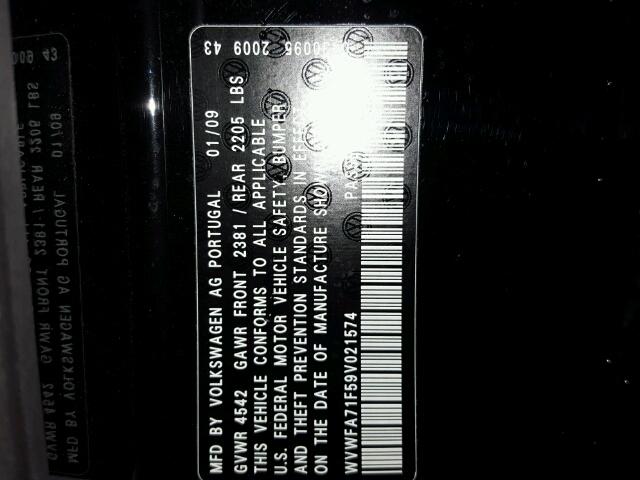 MFD BY VOLKSWAGEN AG PORTUGAL 01/09
GVWR 4542 GAWR FRONT 2381 / REAR 2205 LBS
THIS VEHICLE CONFORMS TO ALL APPLICABLE
U.S. FEDERAL MOTOR VEHICLE SAFETY, BUMPER,
AND THEFT PREVENTION STANDARDS IN EFFECT
ON THE DATE OF MANUFACTURE SHOWN
WVWFA71F59V021574
2009 43